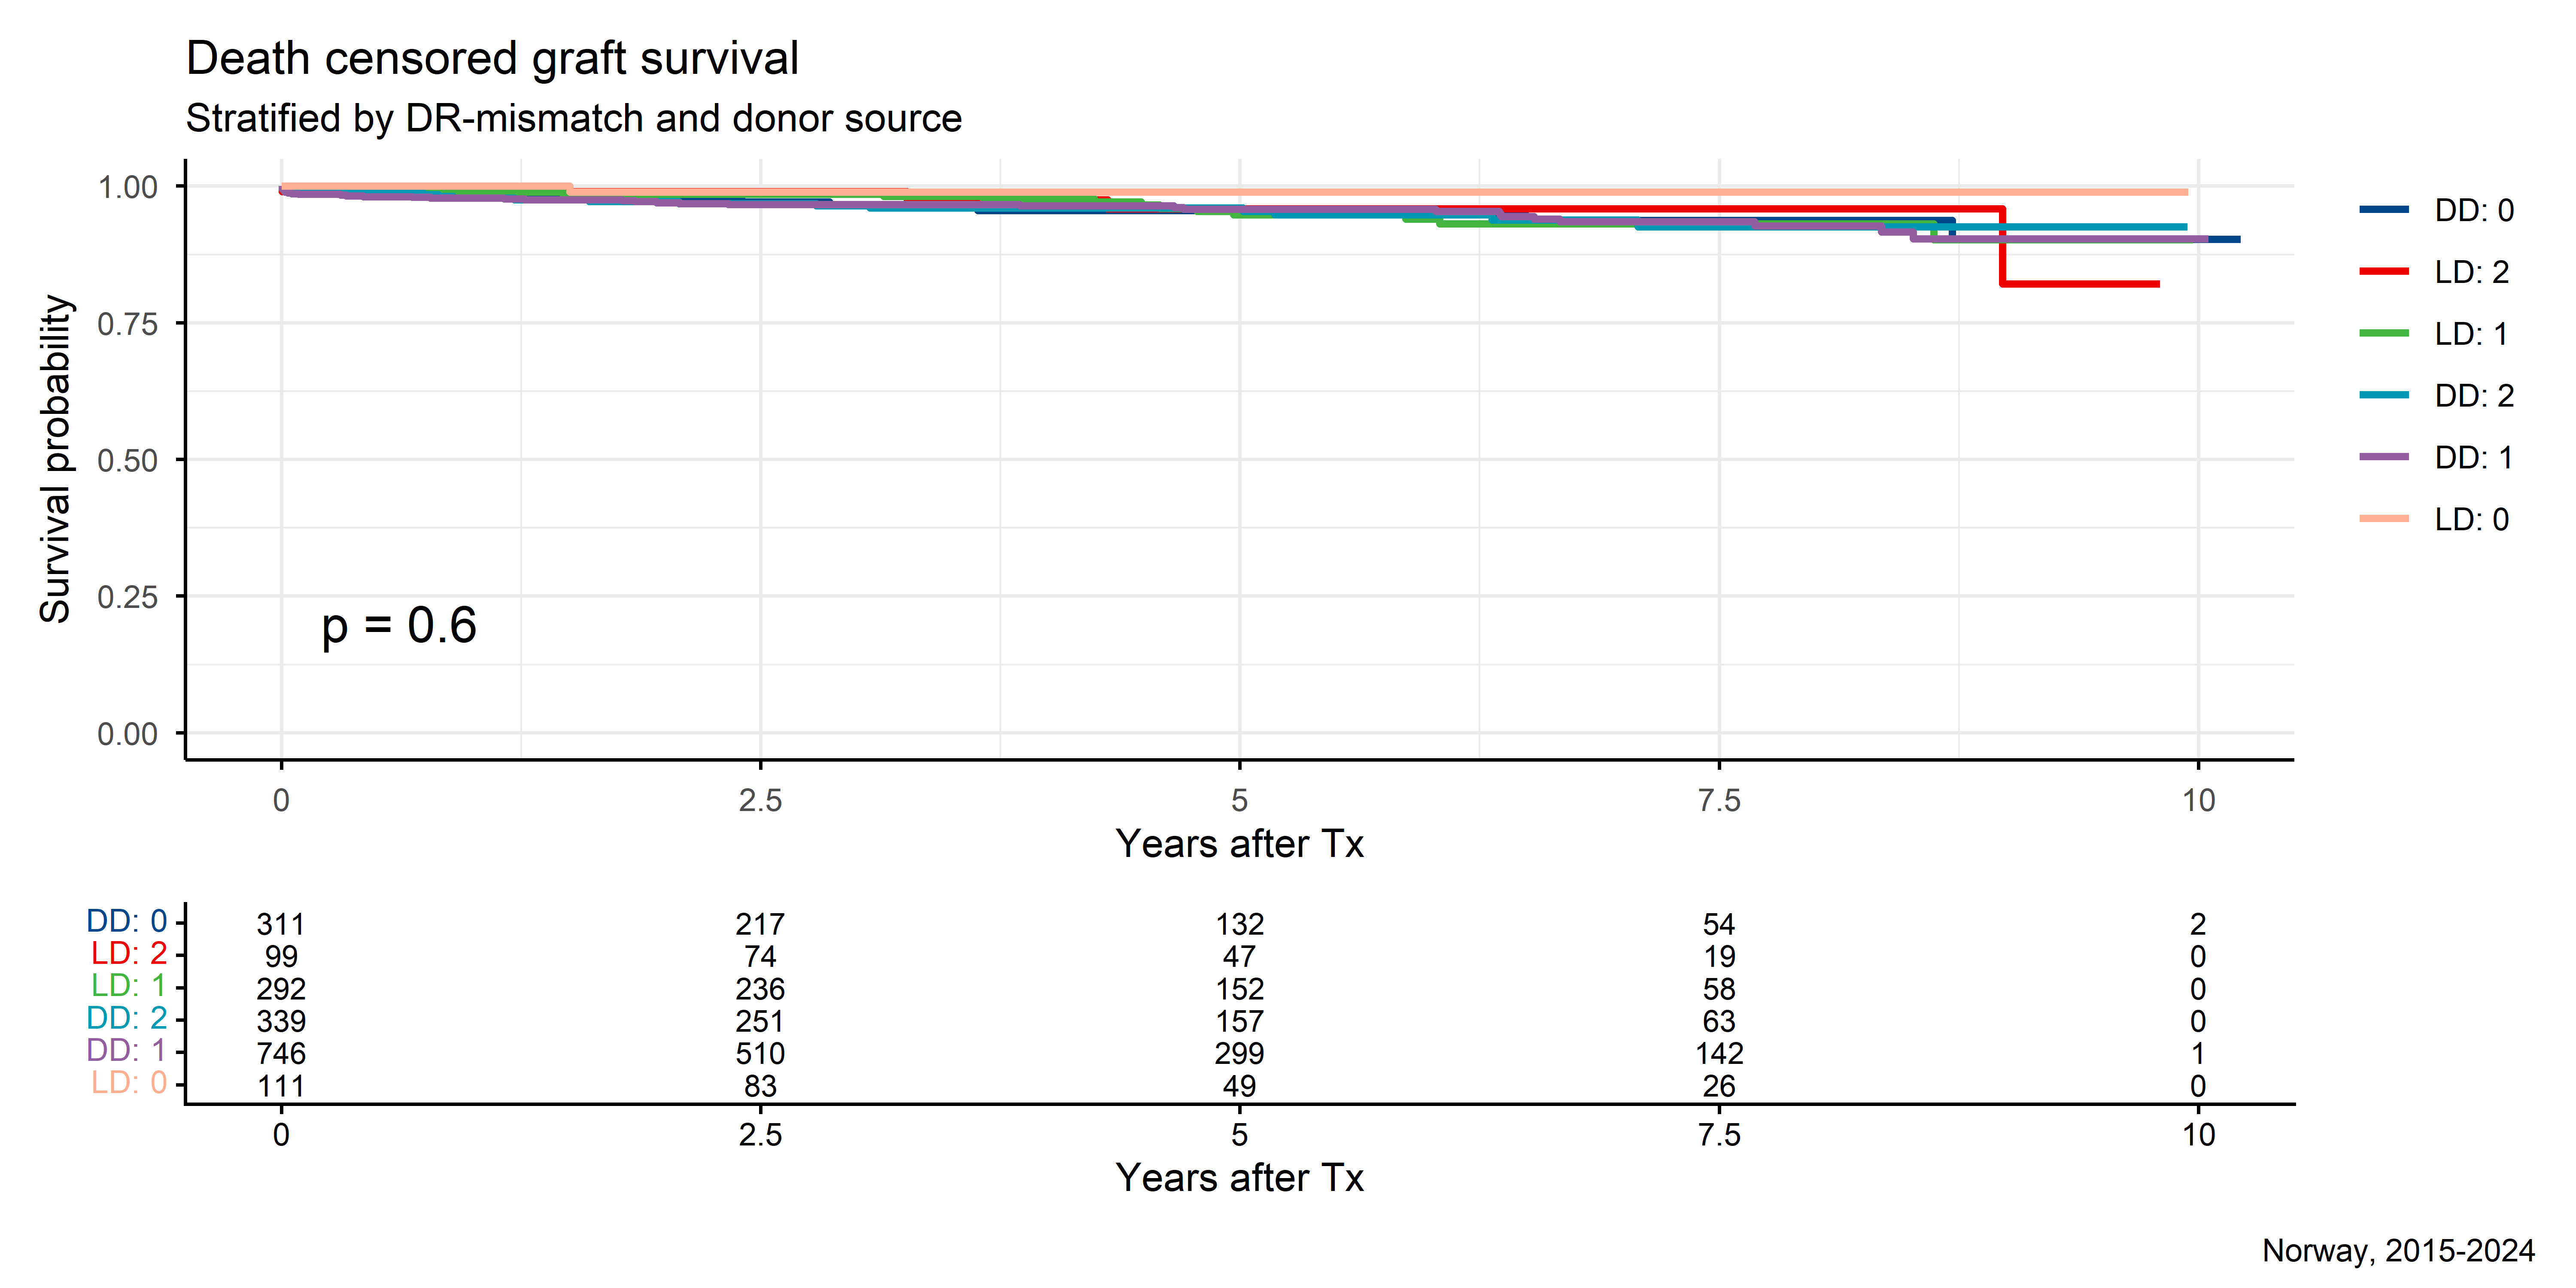 Death censored graft survival
Stratified by DR-mismatch and donor source
Survival probability
1.00
0.75
0.50
0.25
0.00
p = 0.6
0 2.5 5 7.5 10
Years after Tx
DD: 0
LD: 2
LD: 1
DD: 2
DD: 1
LD: 0
DD: 0 311 217 132 54 2
LD: 2 99 74 47 19 0
LD: 1 292 236 152 58 0
DD: 2 339 251 157 63 0
DD: 1 746 510 299 142 1
LD: 0 111 83 49 26 0
0 2.5 5 7.5 10
Years after Tx
Norway, 2015-2024